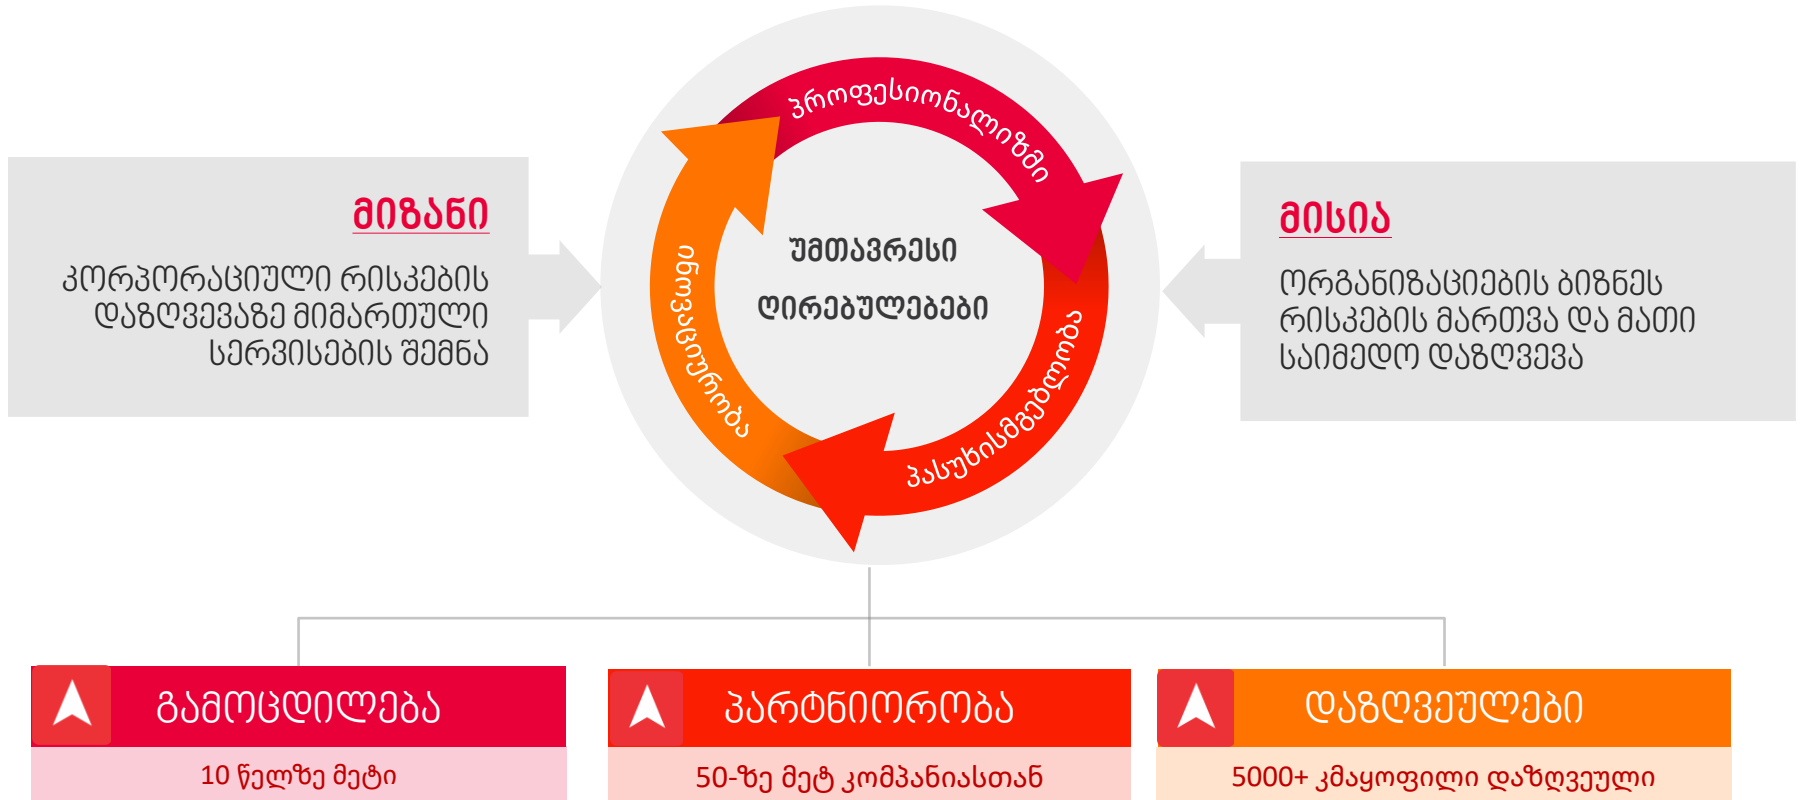 პროფესიონალიზმი
მიზანი
კორპორაციული რისკების
დაზღვევაზე მიმართული
სერვისების შემნა
უმთავრესი
ღირებულებები
ინოვაციურობა
პასუხისმგებლობა
მისია
ორგანიზაციების ბიზნეს
რისკების მართვა და მათი
საიმედო დაზღვევა
გამოცდილება
პარტნიორობა
დაზღვეულები
10 წელზე მეტი
50-ზე მეტ კომპანიასთან
5000+ კმაყოფილი დაზღვეული